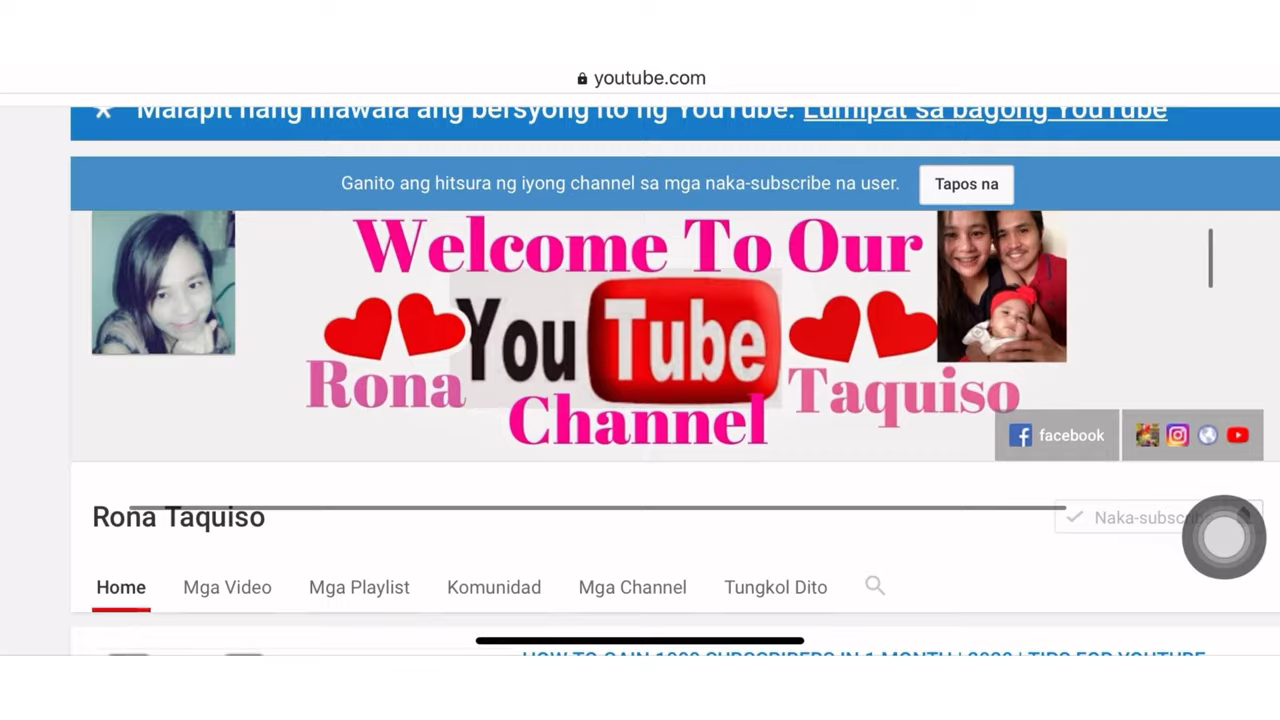 youtube.com
Malapit nang mawala ang bersyong ito ng YouTube. Lumipat sa bagong YouTube
Ganito ang hitsura ng iyong channel sa mga naka-subscribe na user. Tapos na
Welcome To Our
YouTube
Rona Taquiso
Channel
facebook
Rona Taquiso
Naka-subscri
Home Mga Video Mga Playlist Komunidad Mga Channel Tungkol Dito
HOW TO GAIN 1000 SUBSCRIBERS IN 1 MONTH | 2020 | TIPS FOR YOUTUBE